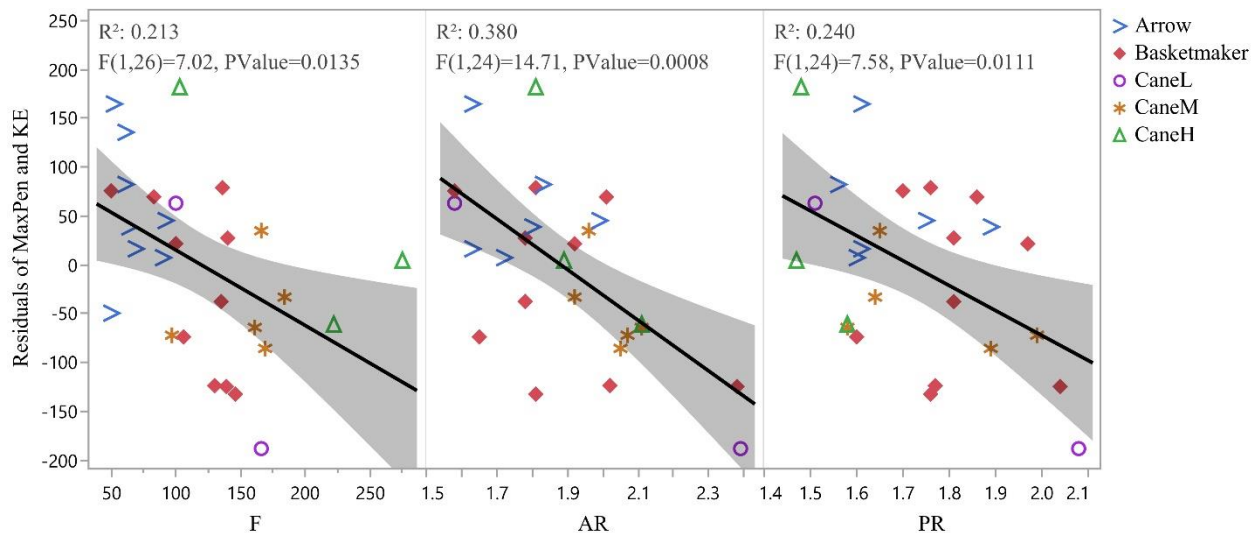 R²: 0.213
F(1,26)=7.02, PValue=0.0135
R²: 0.380
F(1,24)=14.71, PValue=0.0008
R²: 0.240
F(1,24)=7.58, PValue=0.0111
Arrow
Basketmaker
CaneL
CaneM
CaneH
Residuals of MaxPen and KE
250
200
150
100
50
0
-50
-100
-150
-200
50 100 150 200 250
1.5 1.7 1.9 2.1 2.3
1.4 1.5 1.6 1.7 1.8 1.9 2.0 2.1
F
AR
PR